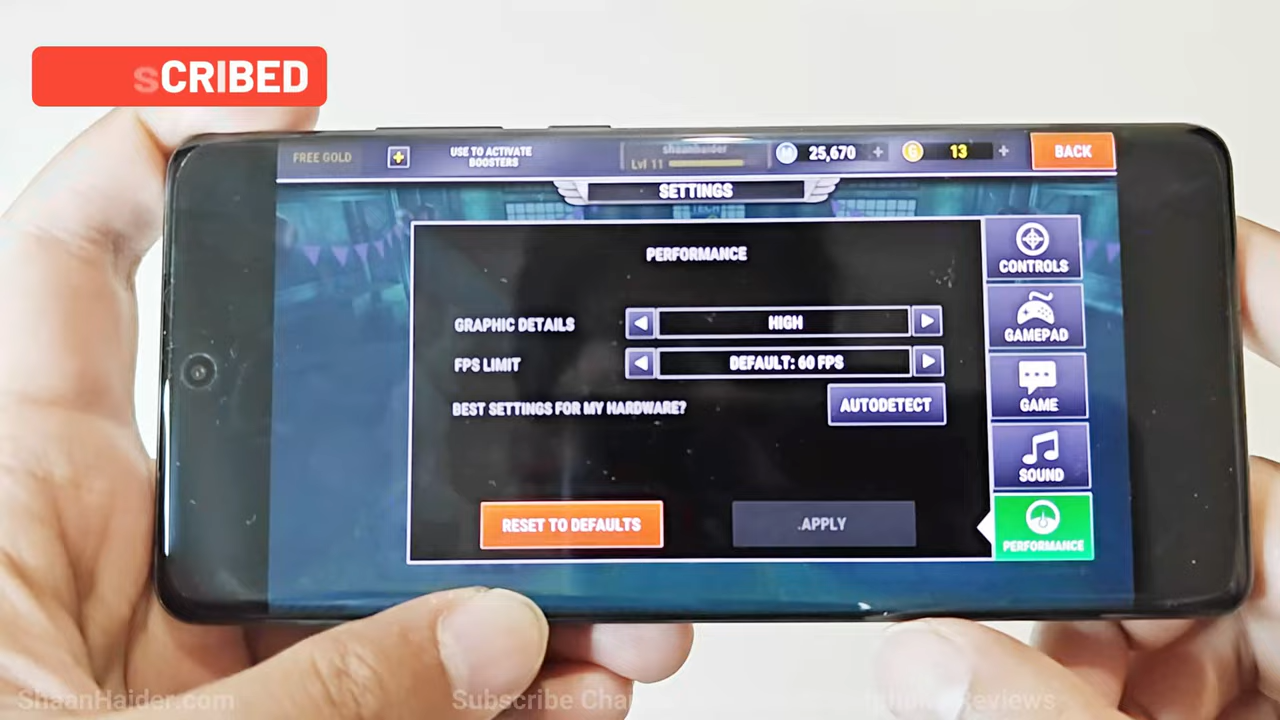 SCRIBED
FREE GOLD
USE TO ACTIVATE
BOOSTERS
shaanhaider
Lvl 11
M 25,670 +
G 13 +
BACK
SETTINGS
PERFORMANCE
GRAPHIC DETAILS
HIGH
FPS LIMIT
DEFAULT: 60 FPS
BEST SETTINGS FOR MY HARDWARE?
AUTODETECT
RESET TO DEFAULTS
.APPLY
CONTROLS
GAMEPAD
GAME
SOUND
PERFORMANCE
ShaanHaider.com
Subscribe
Reviews